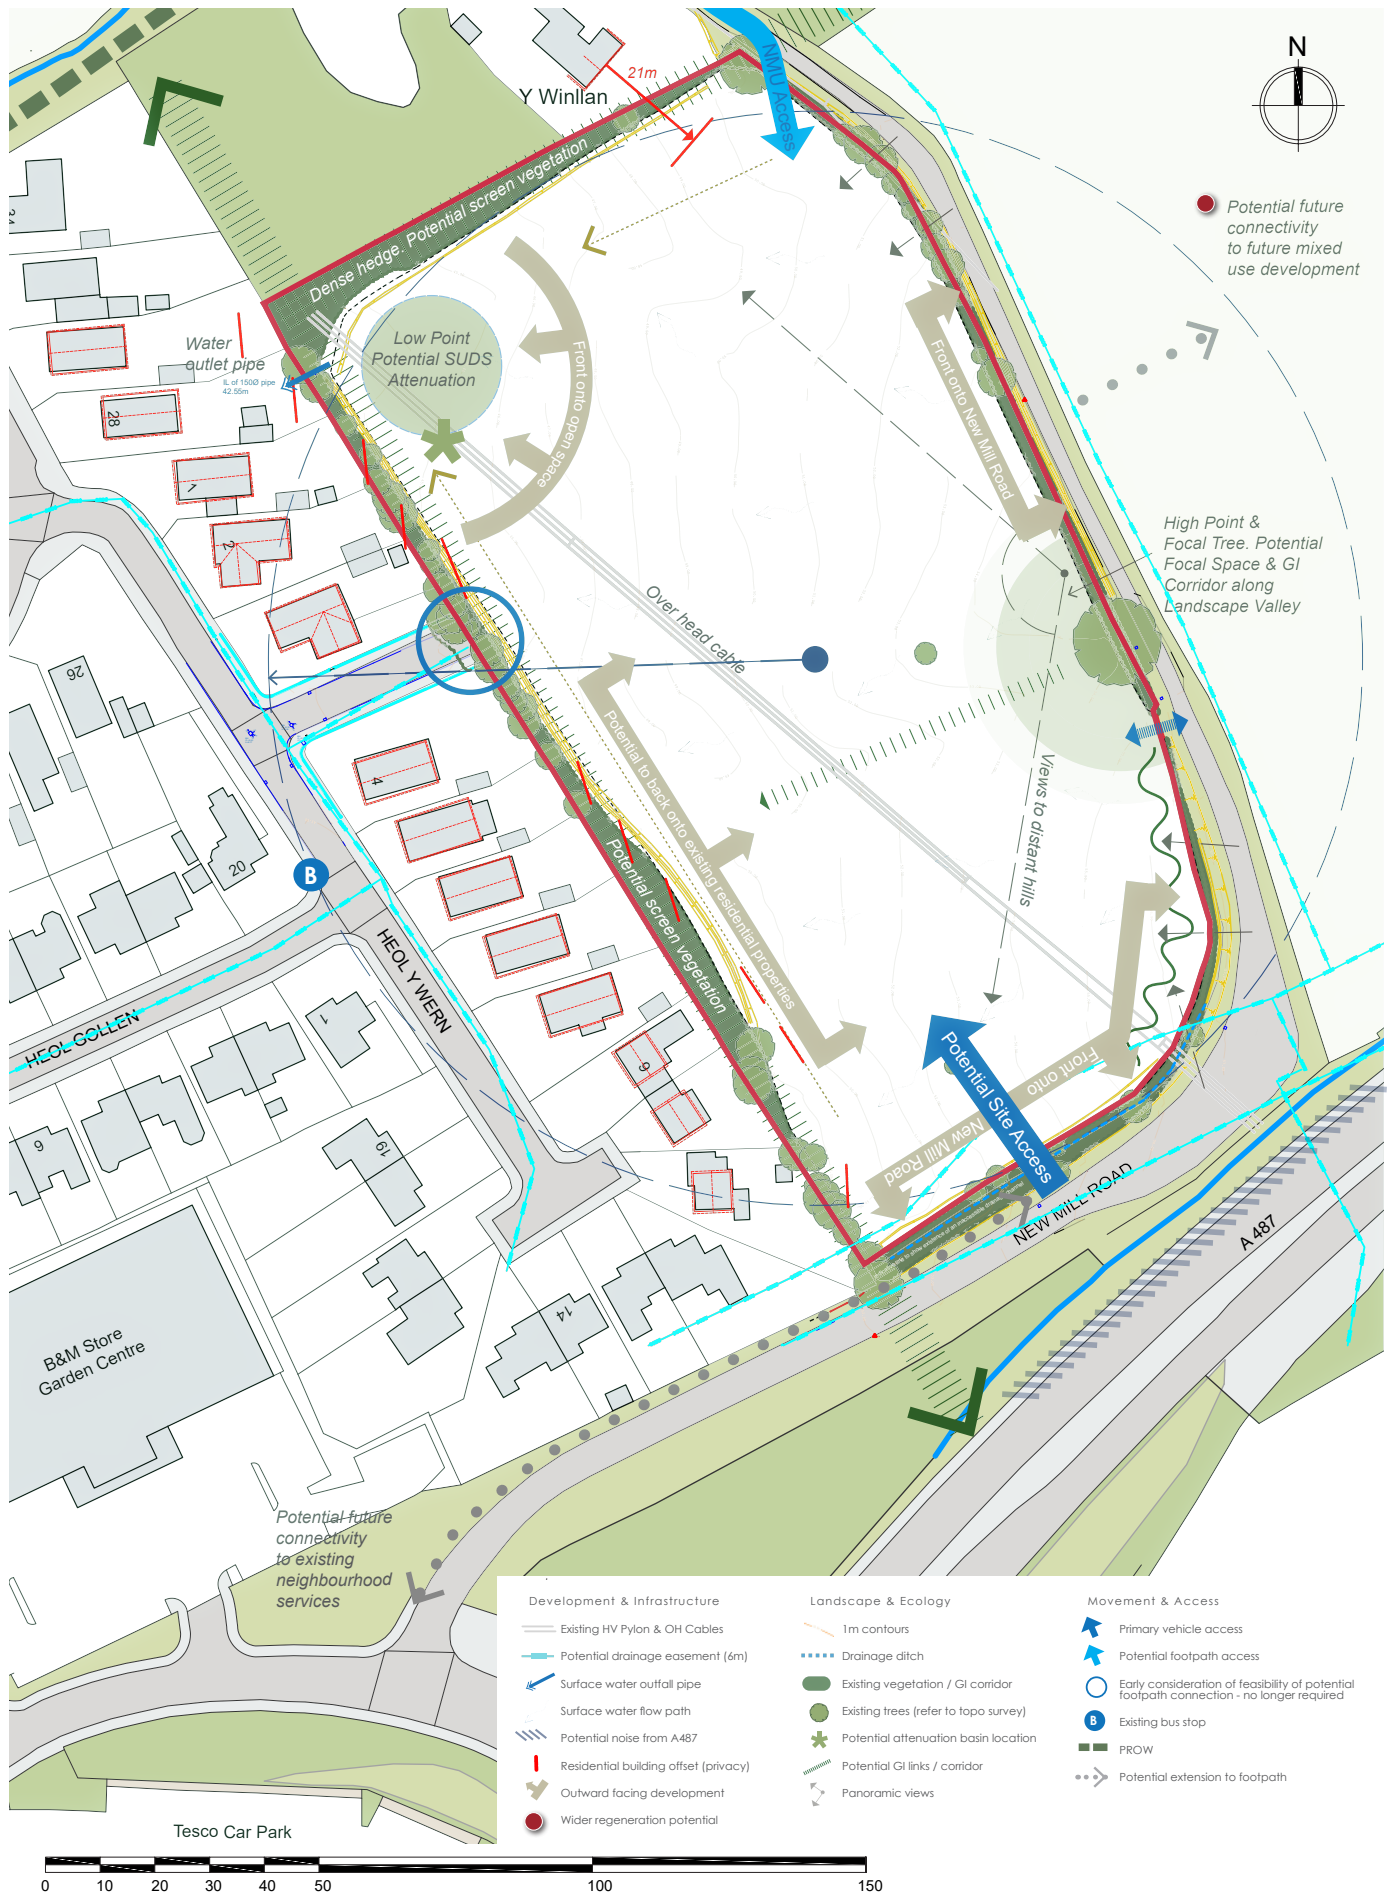 N
NMU Access
21m
Y Winllan
Dense hedge. Potential screen vegetation
Potential future
connectivity
to future mixed
use development
Water
outlet pipe
IL of 150Ø pipe
42.55m
Low Point
Potential SUDS
Attenuation
Front onto open space
Front onto New Mill Road
High Point &
Focal Tree. Potential
Focal Space & GI
Corridor along
Landscape Valley
28
1
2
Over head cable
26
4
20
B
Potential to back onto existing residential properties
Potential screen vegetation
Views to distant hills
HEOL Y WERN
HEOL GOLLEN
1
9
6
19
14
Front onto
New Mill Road
Potential Site Access
NEW MILL ROAD
A 487
B&M Store
Garden Centre
Potential future
connectivity
to existing
neighbourhood
services
Development & Infrastructure
Existing HV Pylon & OH Cables
Potential drainage easement (6m)
Surface water outfall pipe
Surface water flow path
Potential noise from A487
Residential building offset (privacy)
Outward facing development
Wider regeneration potential
Landscape & Ecology
1m contours
Drainage ditch
Existing vegetation / GI corridor
Existing trees (refer to topo survey)
Potential attenuation basin location
Potential GI links / corridor
Panoramic views
Movement & Access
Primary vehicle access
Potential footpath access
Early consideration of feasibility of potential
footpath connection - no longer required
B
Existing bus stop
PROW
Potential extension to footpath
Tesco Car Park
0 10 20 30 40 50 100 150